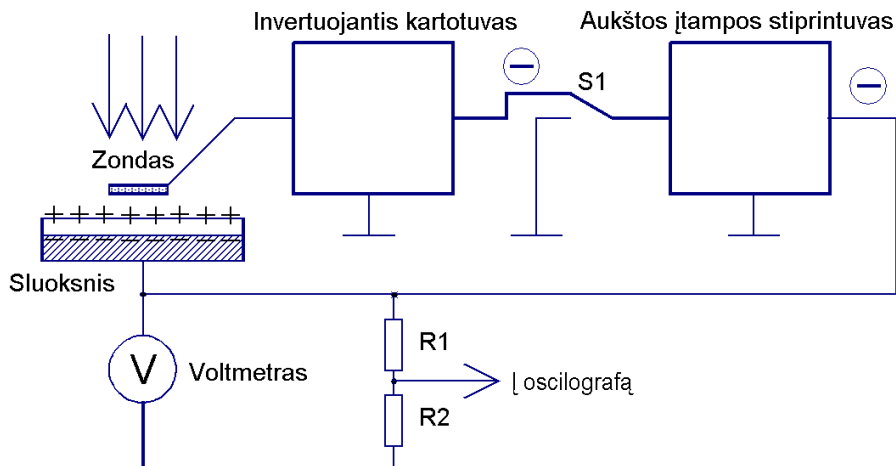 Invertuojantis kartotuvas
Aukštos įtampos stiprintuvas
S1
Zondas
Sluoksnis
R1
V
Voltmetras
Į oscilografą
R2